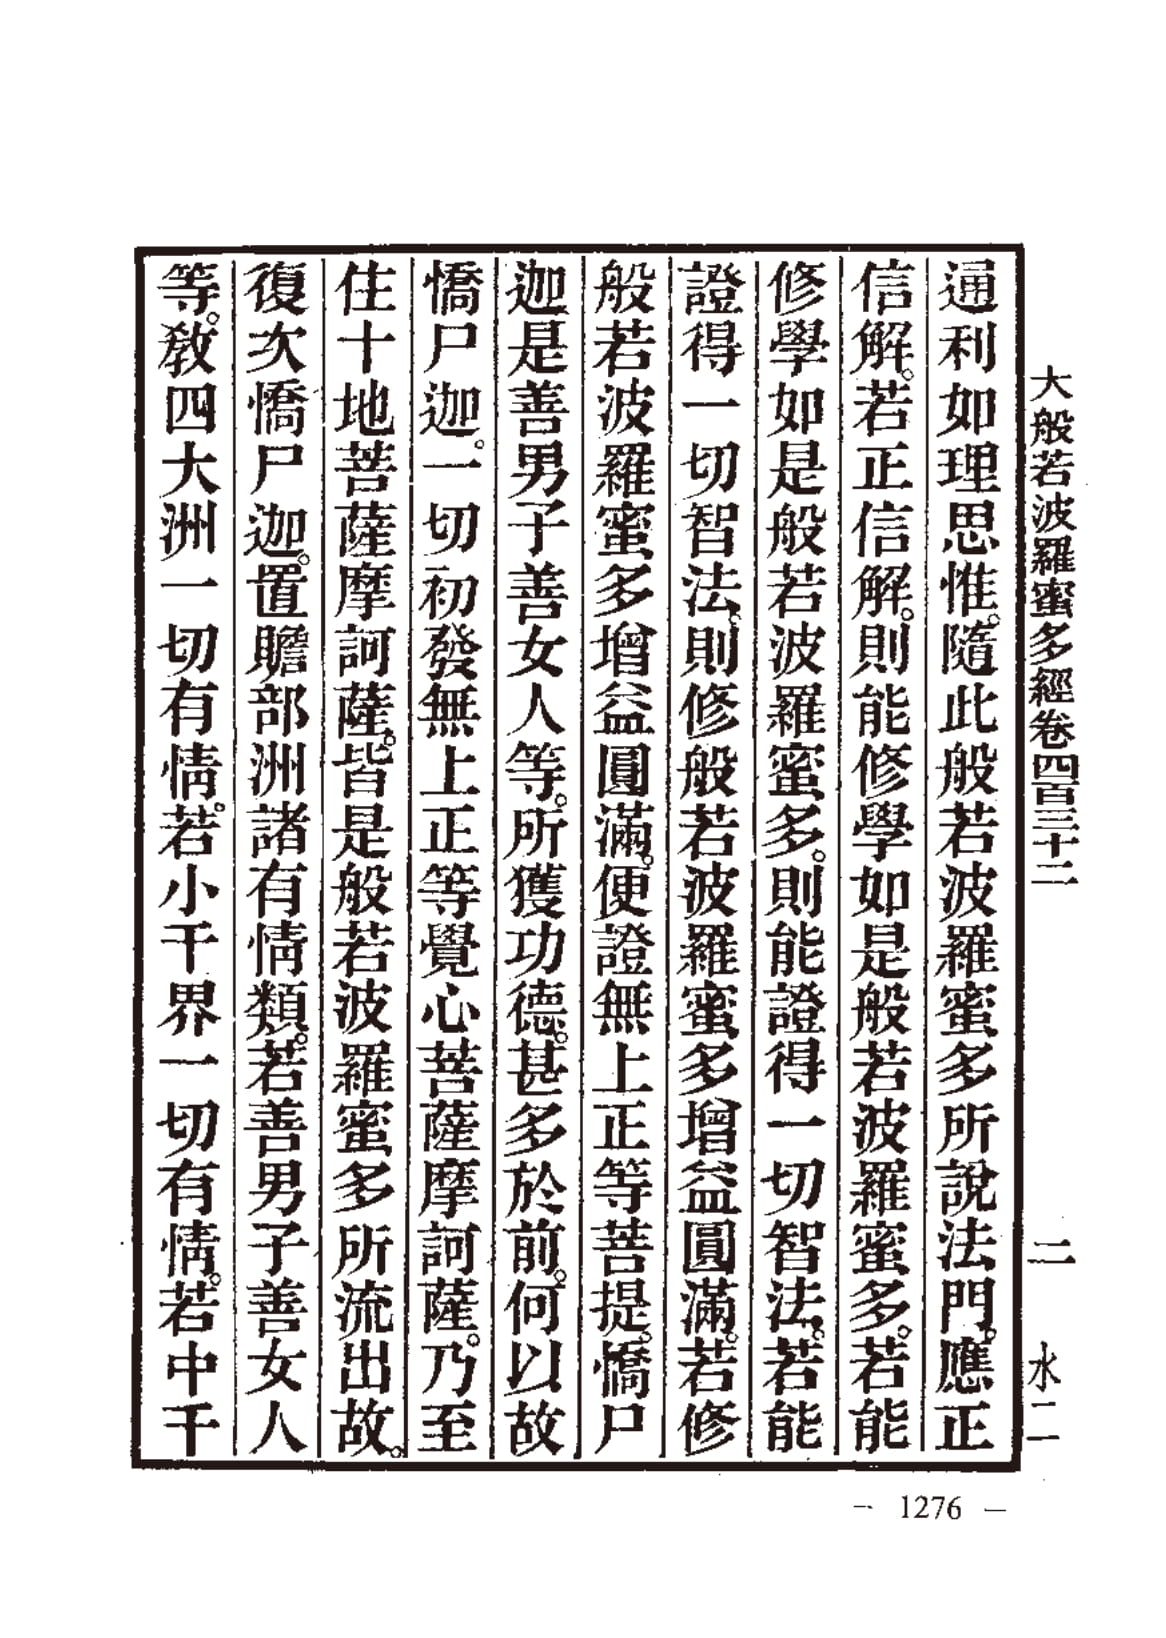 大般若波羅蜜多經卷四百三十二 二 水二
通利如理思惟。隨此般若波羅蜜多所說法門。應正
信解。若正信解。則能修學如是般若波羅蜜多。若能
修學如是般若波羅蜜多。則能證得一切智法。若能
證得一切智法。則修般若波羅蜜多增益圓滿。若修
般若波羅蜜多增益圓滿。便證無上正等菩提。憍尸
迦是善男子善女人等。所獲功德。甚多於前。何以故
憍尸迦。一切初發無上正等覺心菩薩摩訶薩。乃至
住十地菩薩摩訶薩。皆是般若波羅蜜多所流出故。
復次憍尸迦。置贍部洲諸有情類。若善男子善女人
等。教四大洲一切有情。若小千界一切有情。若中千
— 1276 —